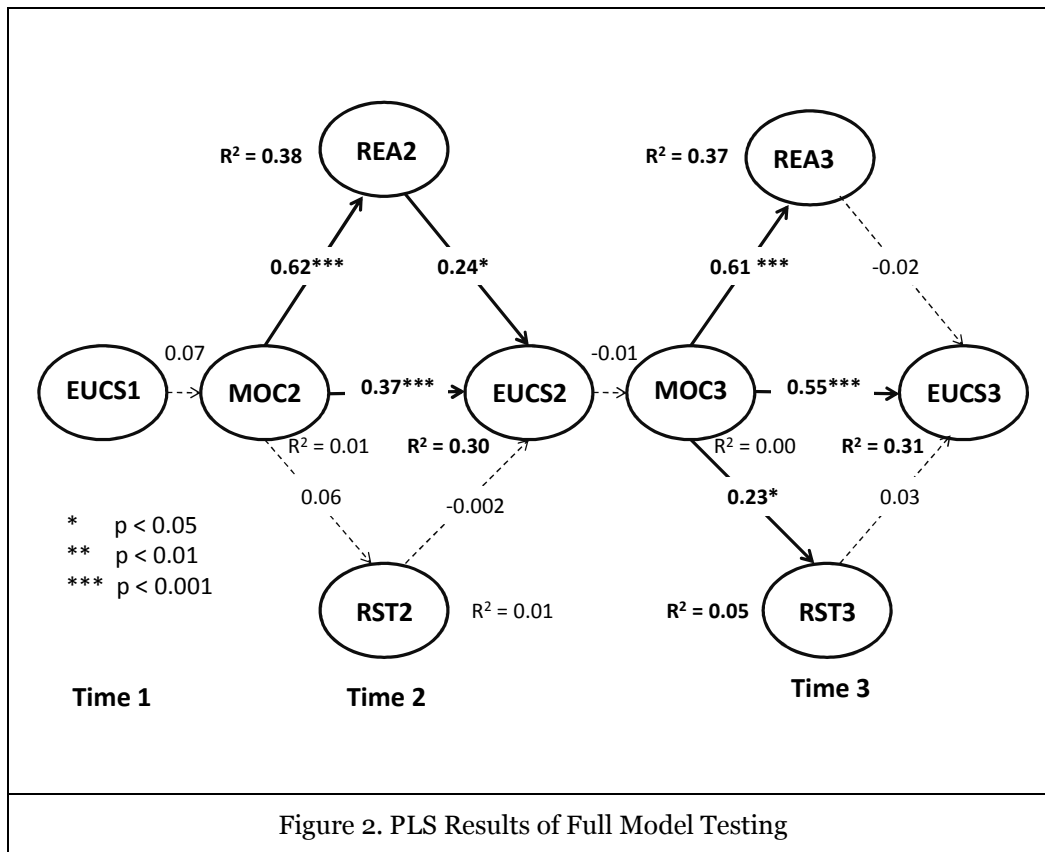 R² = 0.38
REA2
R² = 0.37
REA3
0.62***
0.24*
0.61 ***
-0.02
EUCS1
0.07
MOC2
0.37***
EUCS2
-0.01
MOC3
0.55***
EUCS3
R² = 0.01
R² = 0.30
R² = 0.00
R² = 0.31
0.06
-0.002
0.23*
0.03
* p < 0.05
** p < 0.01
*** p < 0.001
RST2
R² = 0.01
R² = 0.05
RST3
Time 1
Time 2
Time 3
Figure 2. PLS Results of Full Model Testing